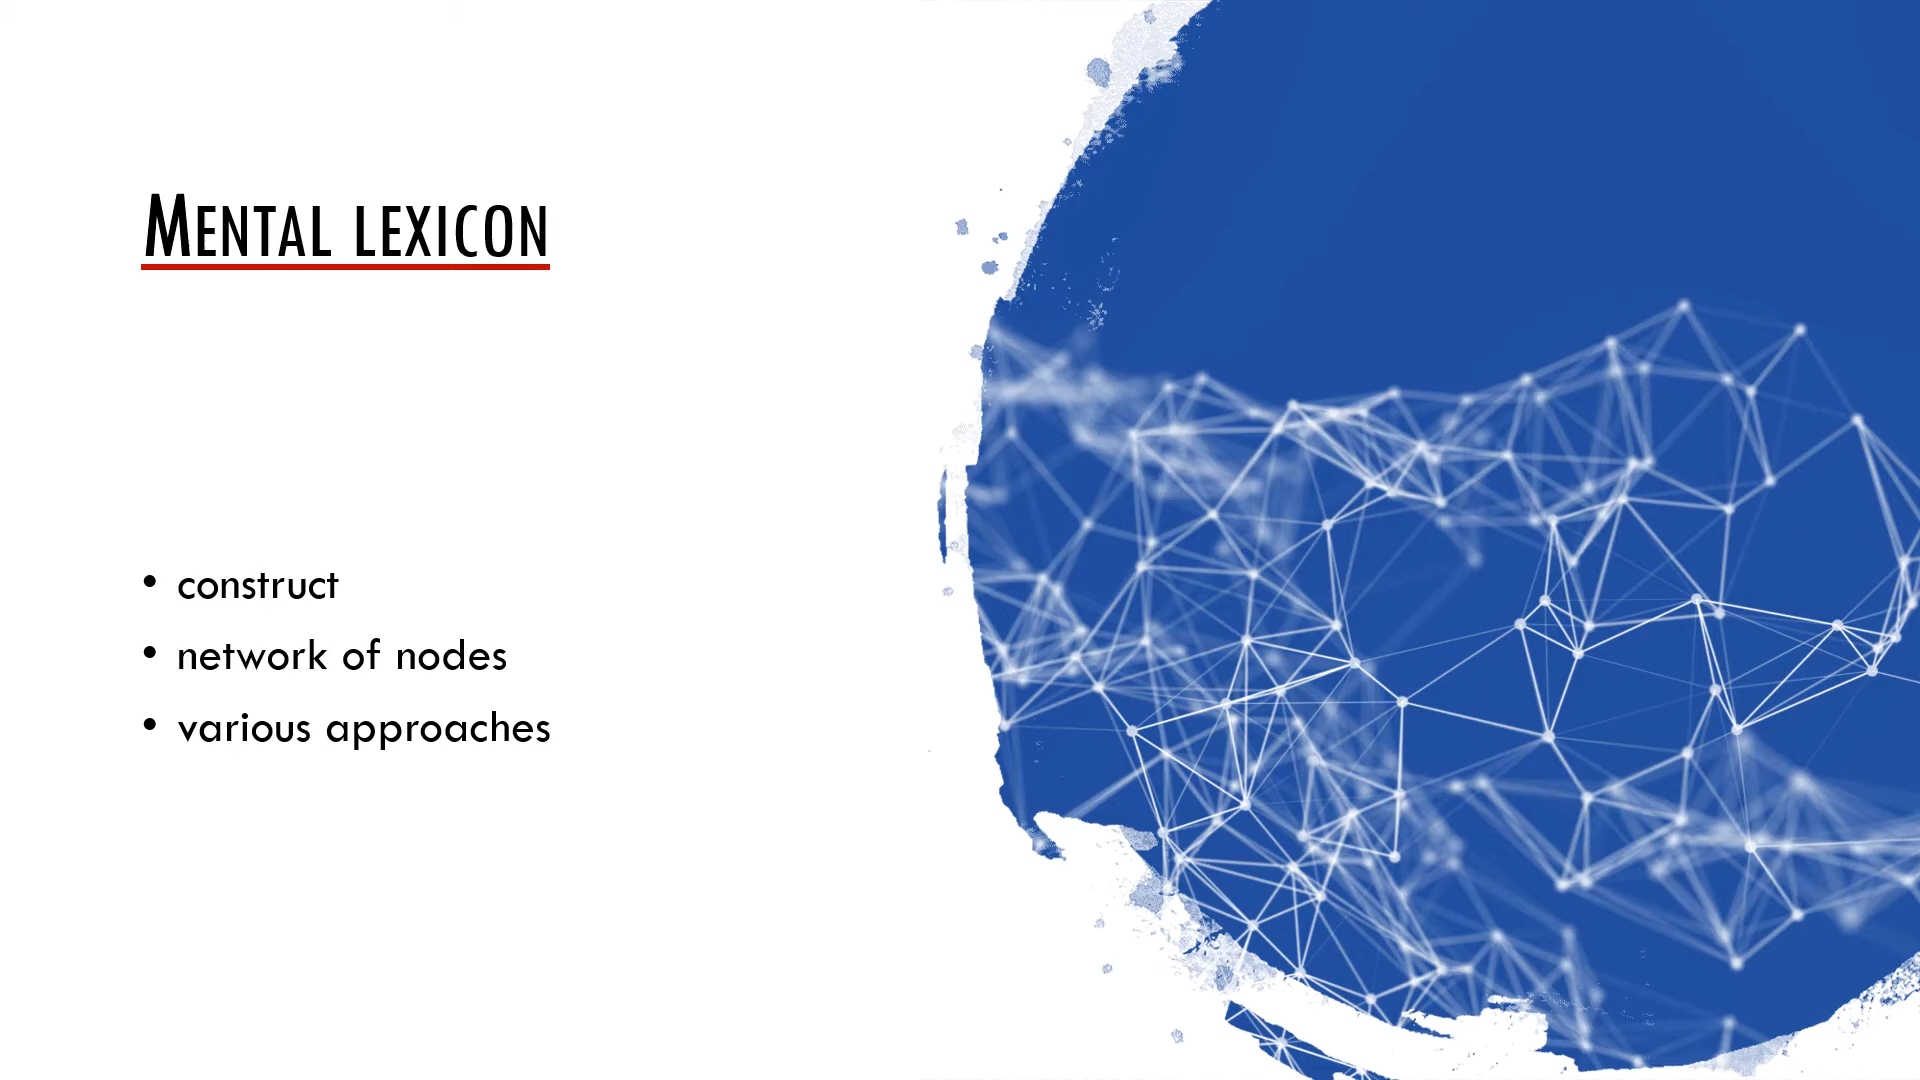 Mental lexicon
• construct
• network of nodes
• various approaches